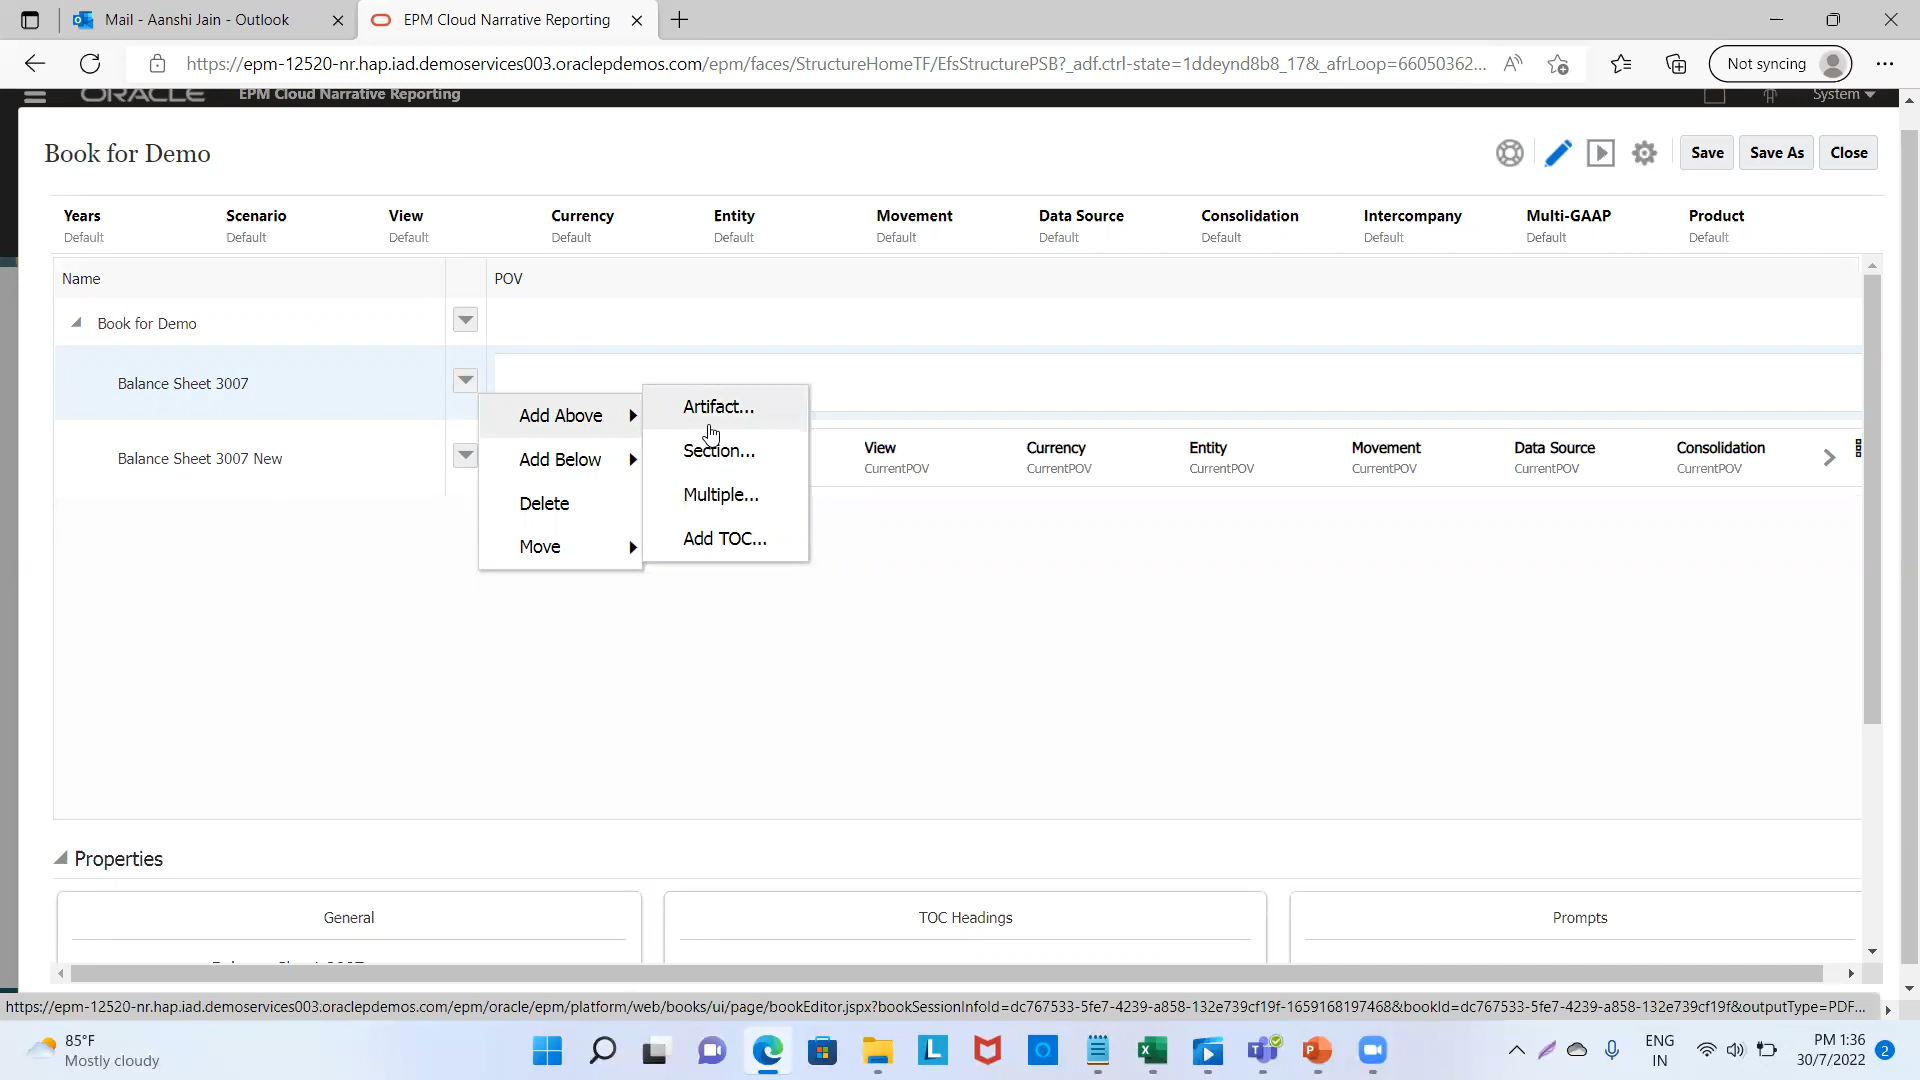 Mail - Aanshi Jain - Outlook
EPM Cloud Narrative Reporting
https://epm-12520-nr.hap.iad.demoservices003.oraclepdemos.com/epm/faces/StructureHomeTF/EfsStructurePSB?_adf.ctrl-state=1ddeynd8b8_17&_afrLoop=66050362...
Not syncing
ORACLE EPM Cloud Narrative Reporting
System
Book for Demo
Save
Save As
Close
Years Scenario View Currency Entity Movement Data Source Consolidation Intercompany Multi-GAAP Product
Default Default Default Default Default Default Default Default Default Default Default
Name POV
Book for Demo
Balance Sheet 3007
Add Above
Add Below
Delete
Move
Artifact...
Section...
Multiple...
Add TOC...
Balance Sheet 3007 New
View Currency Entity Movement Data Source Consolidation
CurrentPOV CurrentPOV CurrentPOV CurrentPOV CurrentPOV CurrentPOV
Properties
General TOC Headings Prompts
https://epm-12520-nr.hap.iad.demoservices003.oraclepdemos.com/epm/oracle/epm/platform/web/books/ui/page/bookEditor.jspx?bookSessionInfoId=dc767533-5fe7-4239-a858-132e739cf19f-1659168197468&bookId=dc767533-5fe7-4239-a858-132e739cf19f&outputType=PDF...
85°F
Mostly cloudy
ENG
IN
PM 1:36
30/7/2022
2